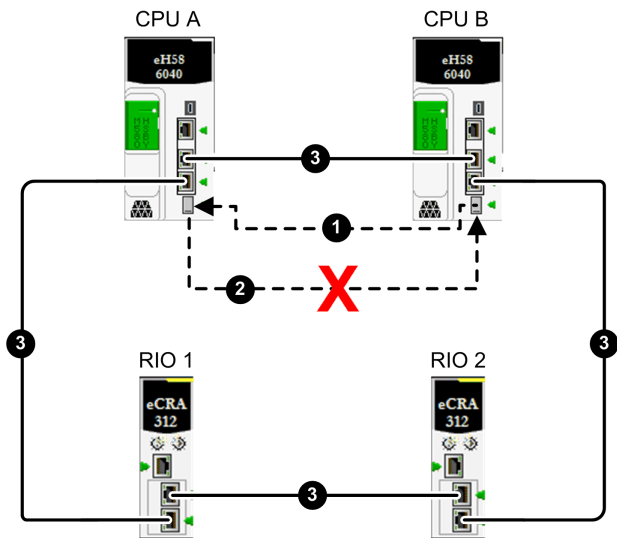 CPU A
CPU B
eH58
6040
eH58
6040
3
1
2
X
3
3
RIO 1
RIO 2
eCRA
312
eCRA
312
3